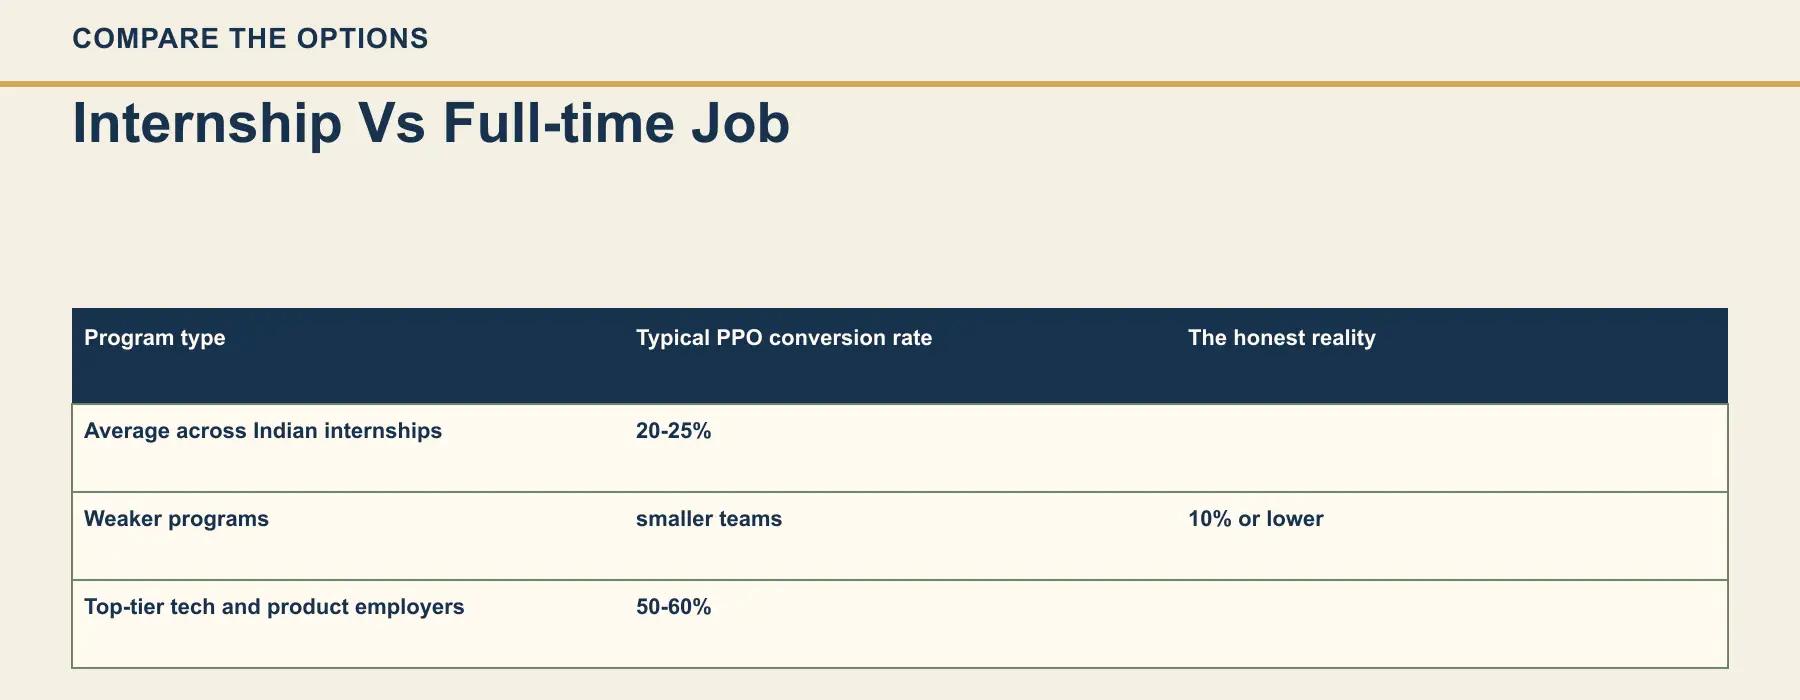 COMPARE THE OPTIONS
Internship Vs Full-time Job
Program type Typical PPO conversion rate The honest reality
Average across Indian internships 20-25%
Weaker programs smaller teams 10% or lower
Top-tier tech and product employers 50-60%